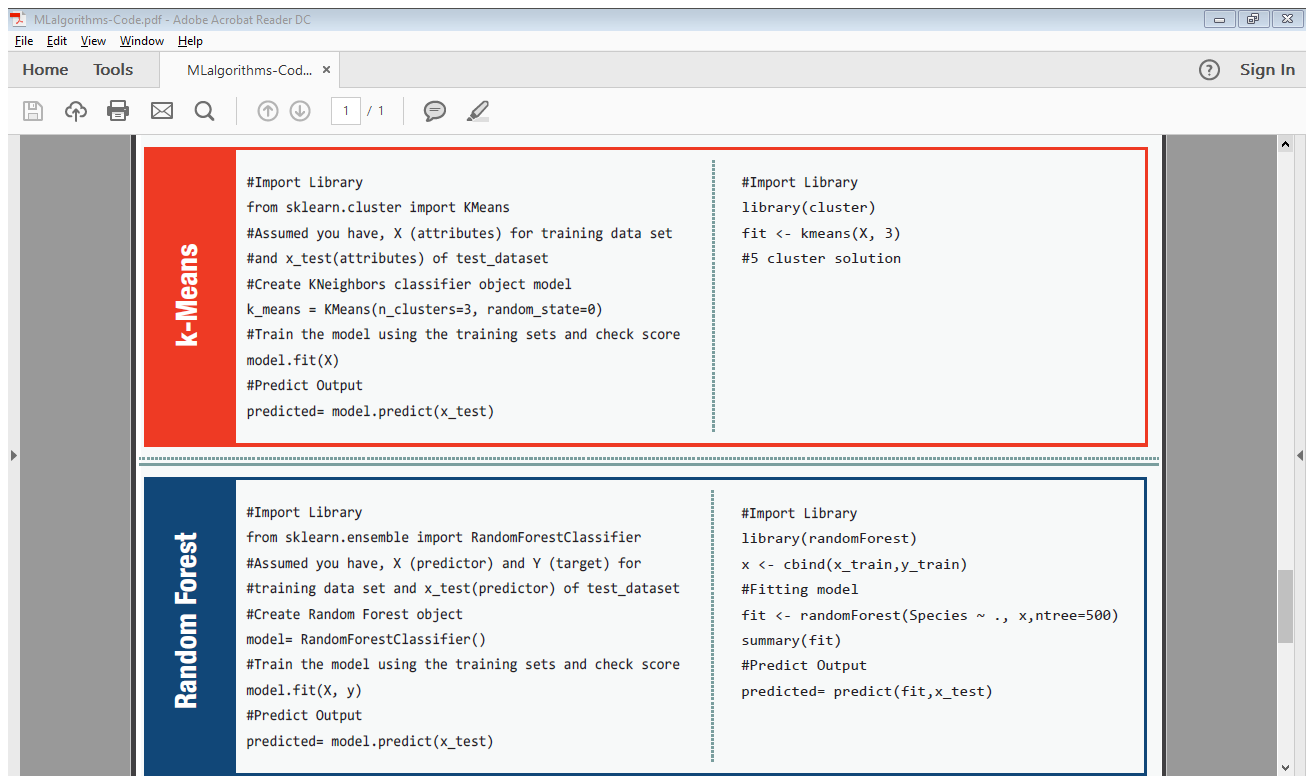 MLalgorithms-Code.pdf - Adobe Acrobat Reader DC
File Edit View Window Help
Home Tools MLalgorithms-Cod... × ? Sign In
1 / 1
k-Means
#Import Library
from sklearn.cluster import KMeans
#Assumed you have, X (attributes) for training data set
#and x_test(attributes) of test_dataset
#Create KNeighbors classifier object model
k_means = KMeans(n_clusters=3, random_state=0)
#Train the model using the training sets and check score
model.fit(X)
#Predict Output
predicted= model.predict(x_test)
#Import Library
library(cluster)
fit <- kmeans(X, 3)
#5 cluster solution
Random Forest
#Import Library
from sklearn.ensemble import RandomForestClassifier
#Assumed you have, X (predictor) and Y (target) for
#training data set and x_test(predictor) of test_dataset
#Create Random Forest object
model= RandomForestClassifier()
#Train the model using the training sets and check score
model.fit(X, y)
#Predict Output
predicted= model.predict(x_test)
#Import Library
library(randomForest)
x <- cbind(x_train,y_train)
#Fitting model
fit <- randomForest(Species ~ ., x,ntree=500)
summary(fit)
#Predict Output
predicted= predict(fit,x_test)